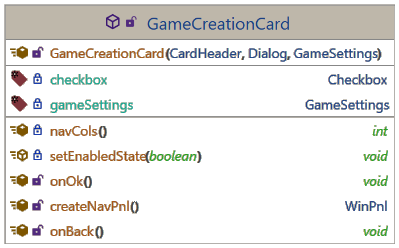 GameCreationCard
GameCreationCard(CardHeader, Dialog, GameSettings)
checkbox Checkbox
gameSettings GameSettings
navCols() int
setEnabledState(boolean) void
onOk() void
createNavPnl() WinPnl
onBack() void